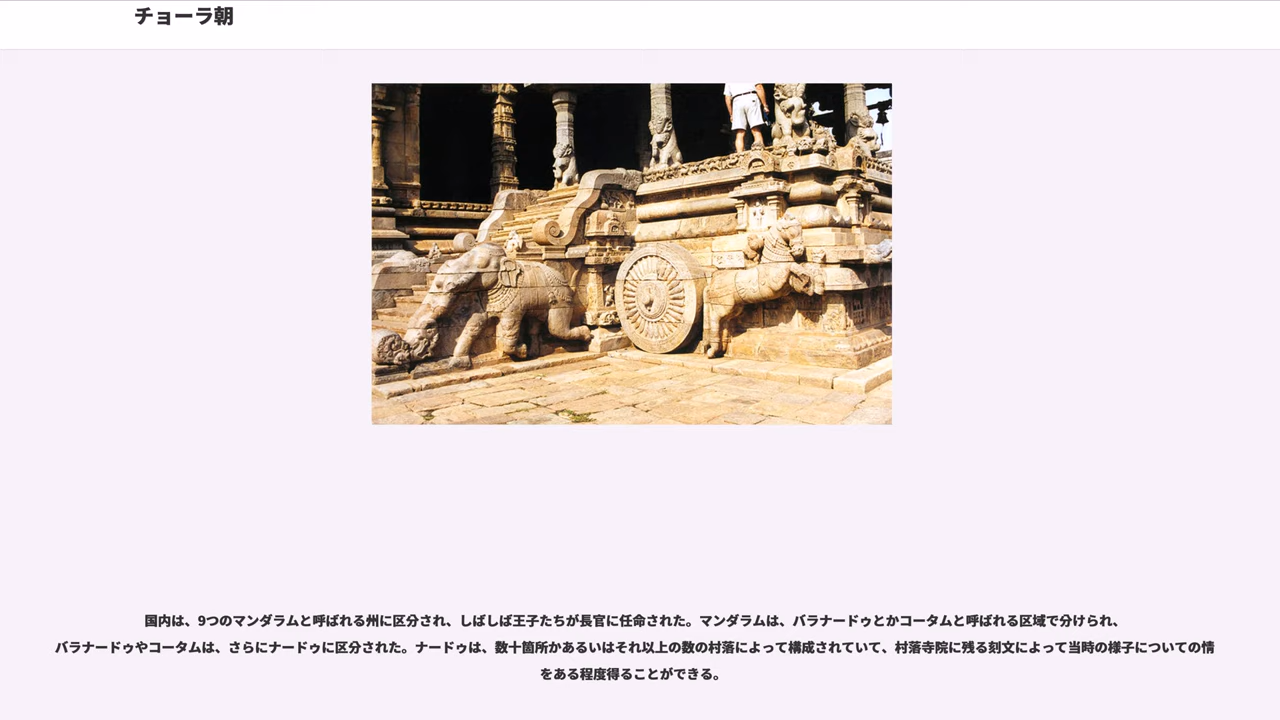 チョーラ朝
国内は、9つのマンダラムと呼ばれる州に区分され、しばしば王子たちが長官に任命された。マンダラムは、バラナードゥとかコータムと呼ばれる区域で分けられ、
バラナードゥやコータムは、さらにナードゥに区分された。ナードゥは、数十箇所かあるいはそれ以上の数の村落によって構成されていて、村落寺院に残る刻文によって当時の様子についての情
をある程度得ることができる。